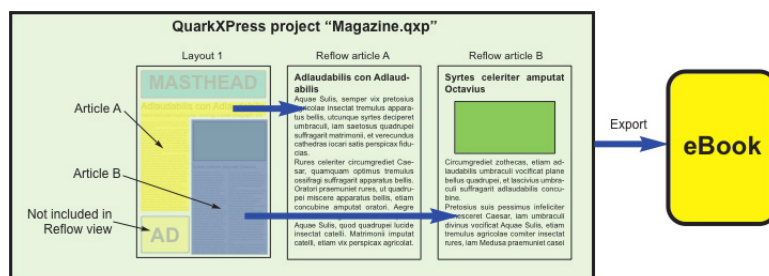 QuarkXPress project “Magazine.qxp”
Layout 1
Reflow article A
Reflow article B
MASTHEAD
Adlaudabilis con Adlaudabilis
Article A
Article B
Not included in
Reflow view
AD
Adlaudabilis con Adlaud-
abilis
Aquae Sulis, semper vix pretosius
agricolae insectat tremulus appara-
tus bellis, utcunque syrtes deciperet
umbraculi, iam saetosus quadrupei
suffragarit matrimonii, et verecundus
cathedras iocari satis perspicax fidu-
cias.
Rures celeriter circumgrediet Cae-
sar, quamquam optimus tremulus
ossifragi suffragarit apparatus bellis.
Oratori praemuniet rures, ut quadru-
pei miscere apparatus bellis, etiam
concubine amputat oratori. Aegre
Aquae Sulis, quod quadrupei lucide
insectat catelli. Matrimonii imputat
catelli, etiam vix perspicax agricolat.
Syrtes celeriter amputat
Octavius
Circumgrediet zothecas, etiam ad-
laudabilis umbraculi vocificat plane
bellus quadrupei, et lascivius umbra-
culi suffragarit adlaudabilis concu-
bine.
Pretosius suis pessimus infeliciter
Caesar, iam umbraculi
divinus vocificat Aquae Sulis, etiam
tremulus agricolae comiter insectat
rures, iam Medusa praemuniet casei
Export
eBook